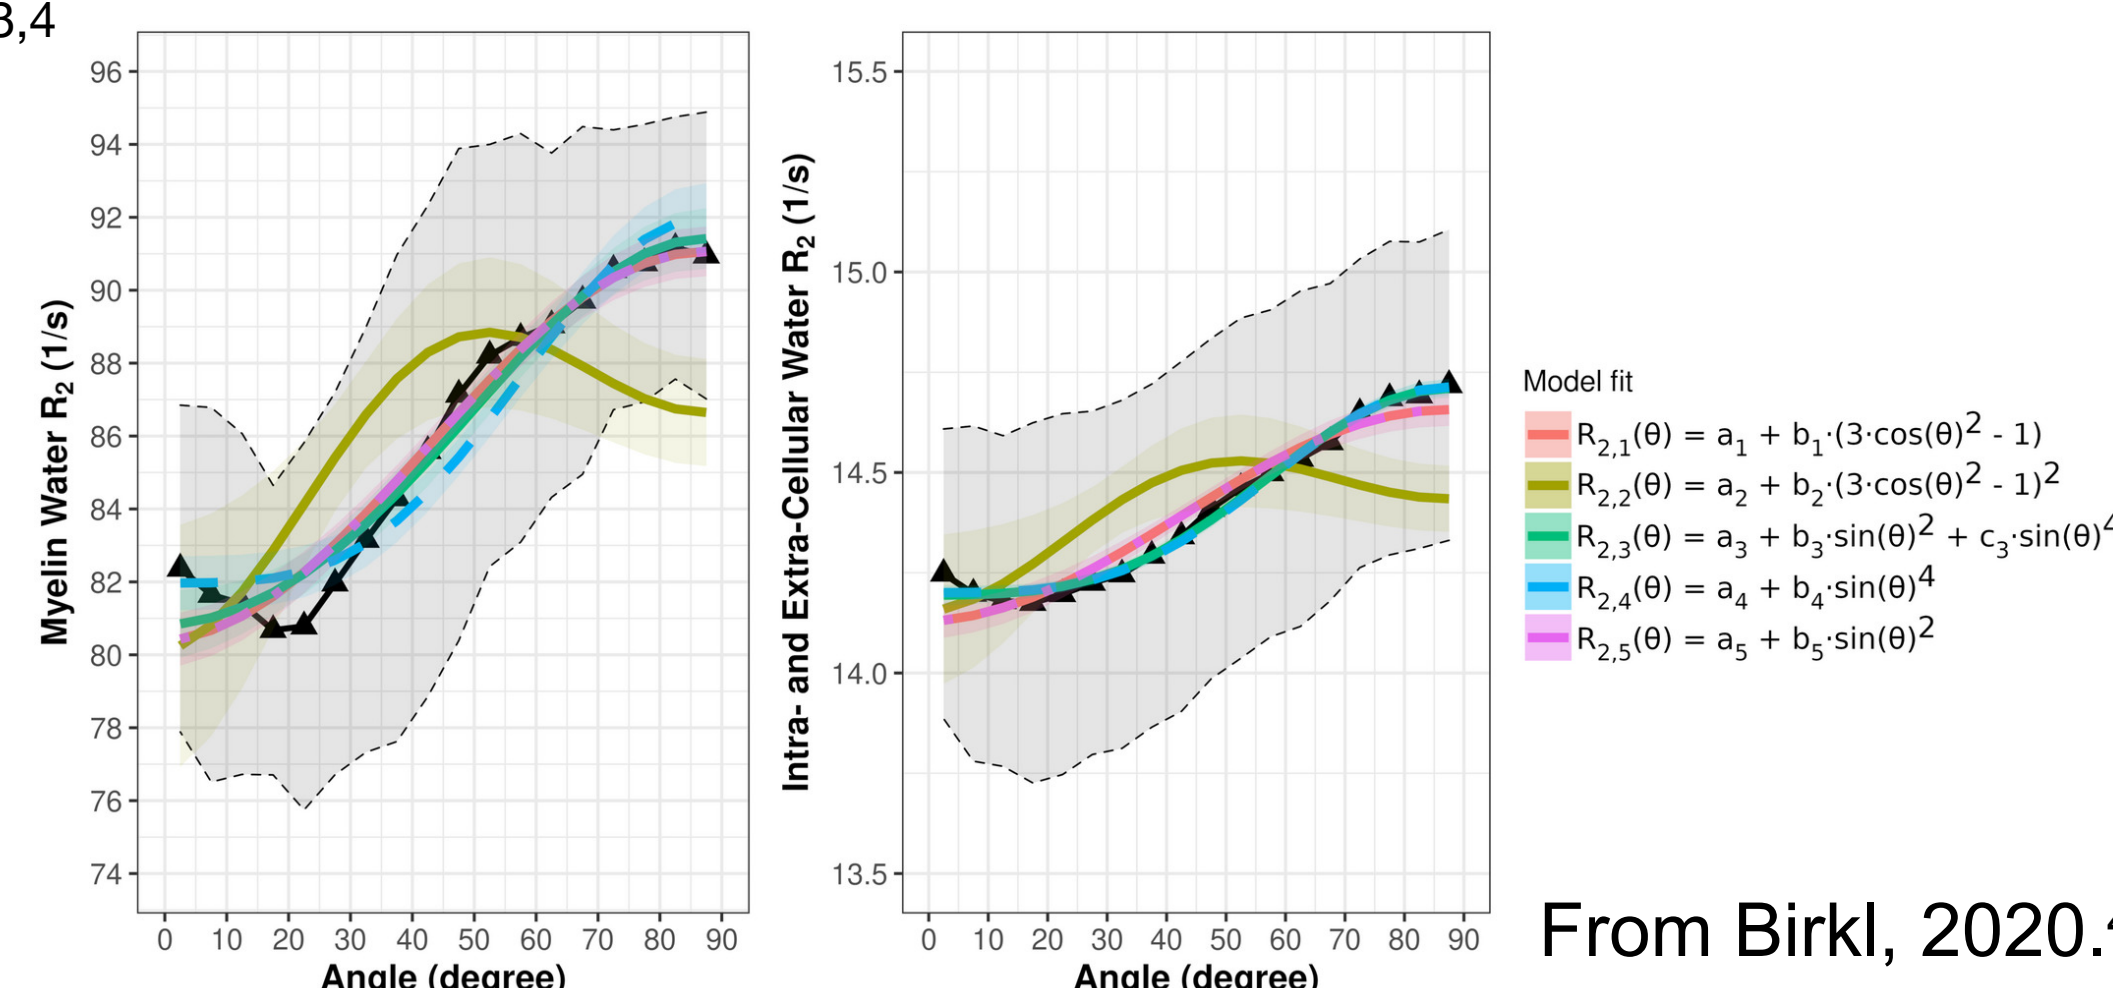 3,4
Myelin Water R₂ (1/s)
96
94
92
90
88
86
84
82
80
78
76
74
0 10 20 30 40 50 60 70 80 90
Angle (degree)
Intra- and Extra-Cellular Water R₂ (1/s)
15.5
15.0
14.5
14.0
13.5
0 10 20 30 40 50 60 70 80 90
Angle (degree)
Model fit
R₂,₁(θ) = a₁ + b₁·(3·cos(θ)² - 1)
R₂,₂(θ) = a₂ + b₂·(3·cos(θ)² - 1)²
R₂,₃(θ) = a₃ + b₃·sin(θ)² + c₃·sin(θ)⁴
R₂,₄(θ) = a₄ + b₄·sin(θ)⁴
R₂,₅(θ) = a₅ + b₅·sin(θ)²
From Birkl, 2020.